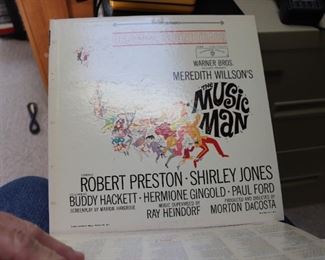 WARNER BROS.
MEREDITH WILLSON'S
THE
MUSIC
MAN
ROBERT PRESTON · SHIRLEY JONES
BUDDY HACKETT · HERMIONE GINGOLD · PAUL FORD
SCREENPLAY BY MARION HARGROVE
MUSIC SUPERVISED BY
RAY HEINDORF
PRODUCED AND DIRECTED BY
MORTON DACOSTA